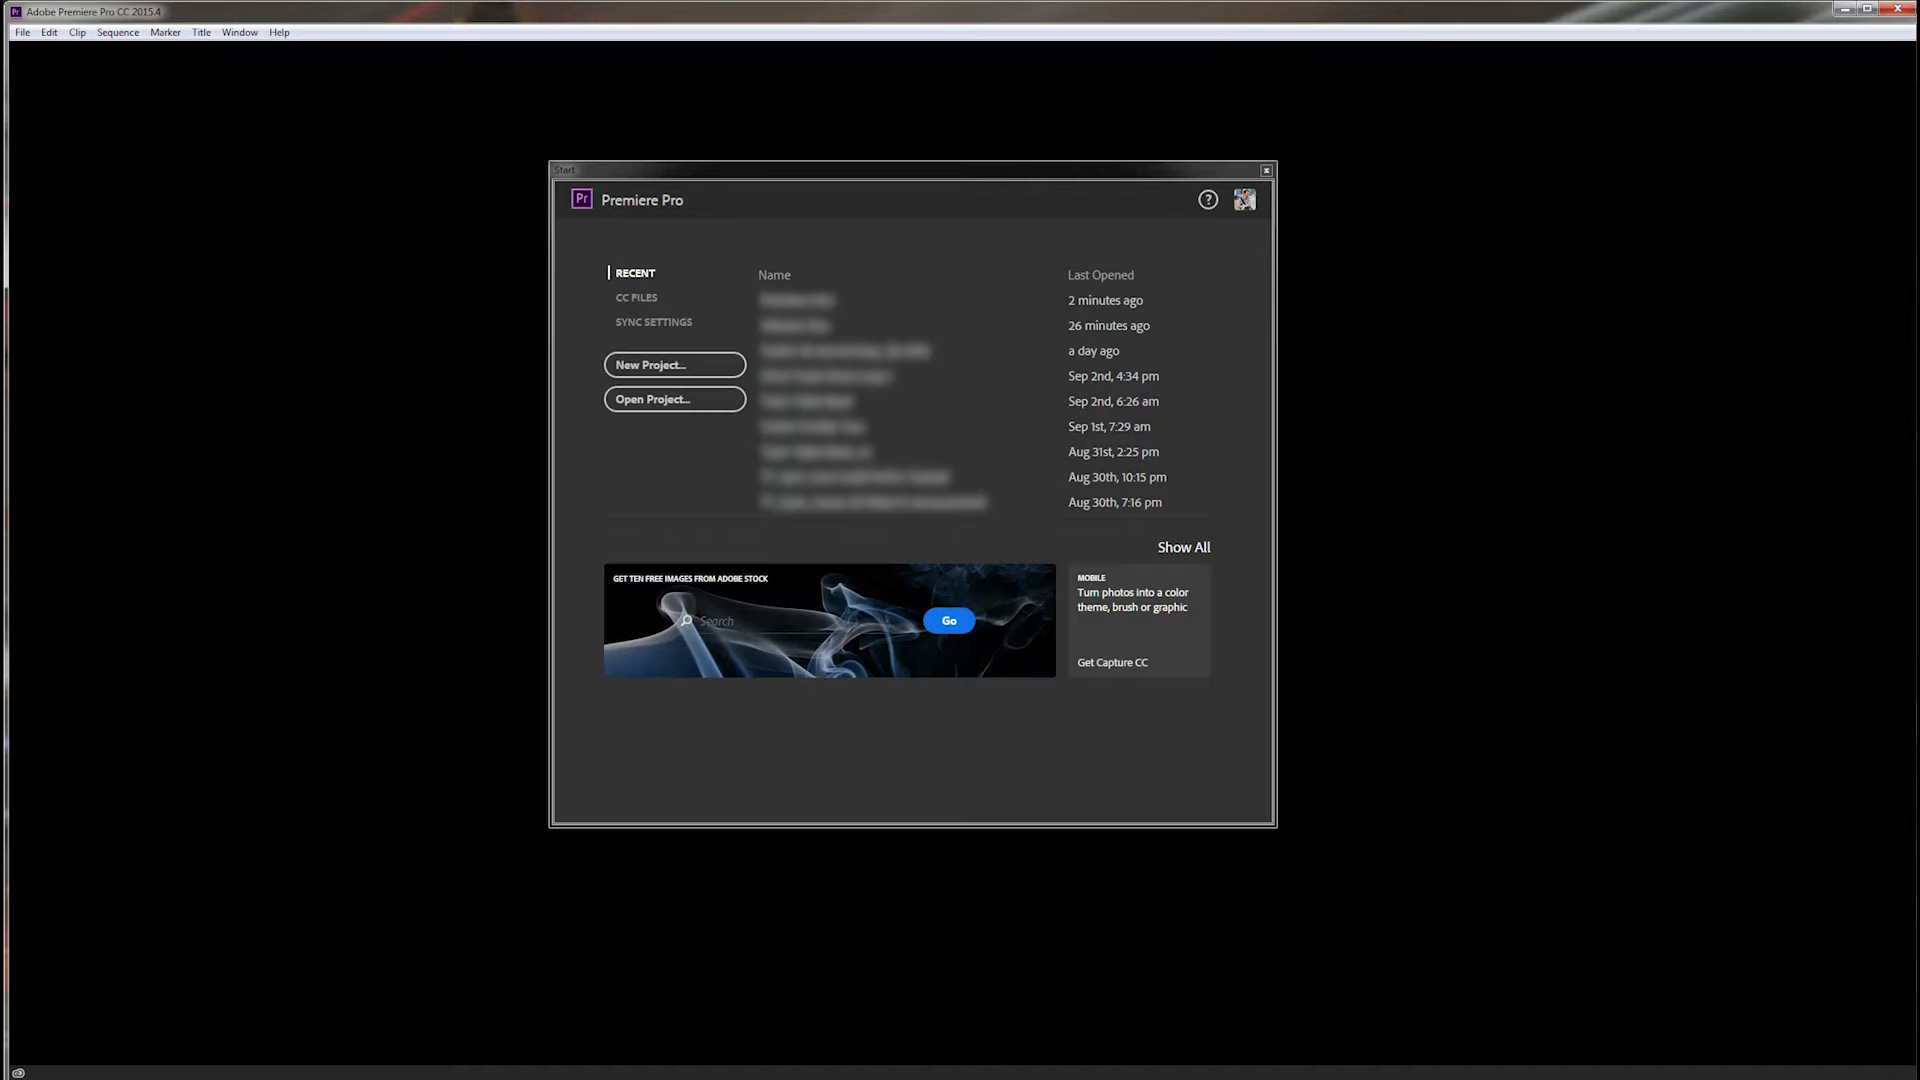 Pr Adobe Premiere Pro CC 2015.4
File Edit Clip Sequence Marker Title Window Help
Start
Pr Premiere Pro ?
RECENT
CC FILES
SYNC SETTINGS
New Project...
Open Project...
Name Last Opened
2 minutes ago
26 minutes ago
a day ago
Sep 2nd, 4:34 pm
Sep 2nd, 6:26 am
Sep 1st, 7:29 am
Aug 31st, 2:25 pm
Aug 30th, 10:15 pm
Aug 30th, 7:16 pm
Show All
GET TEN FREE IMAGES FROM ADOBE STOCK
Search Go
MOBILE
Turn photos into a color
theme, brush or graphic
Get Capture CC